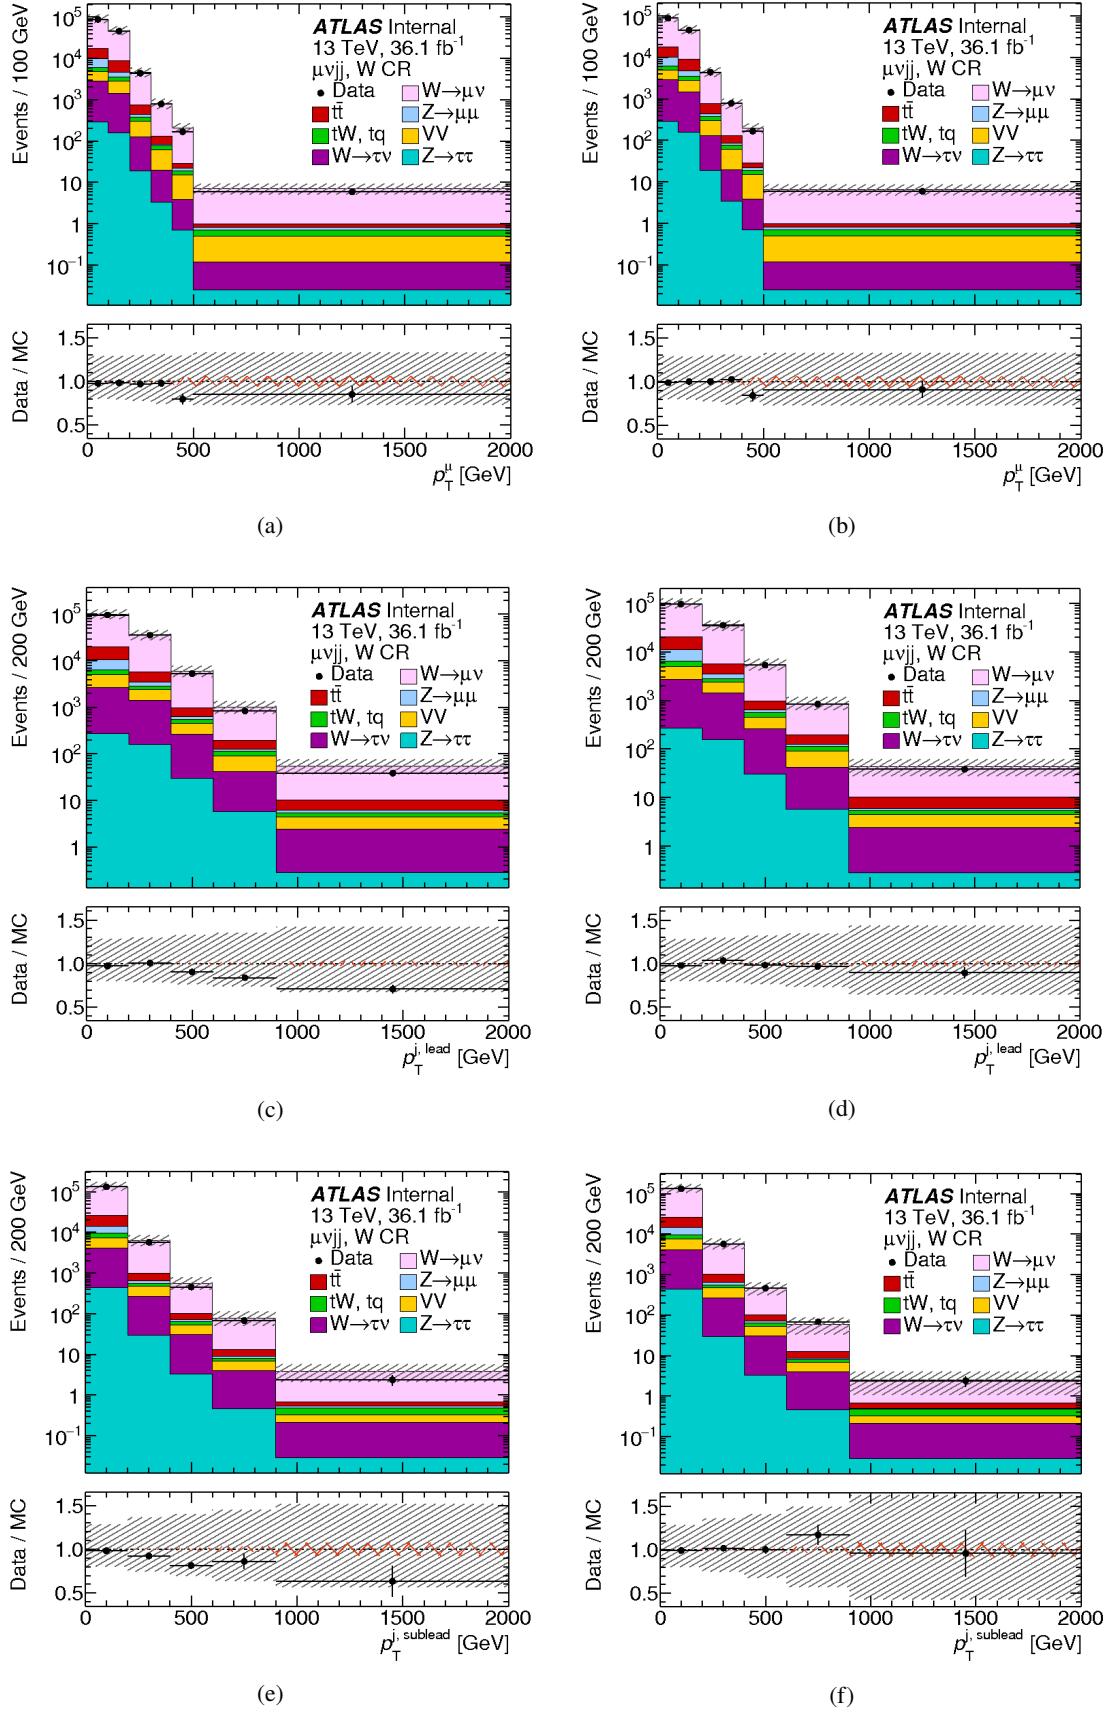 Events / 100 GeV
10⁵
10⁴
10³
10²
10
1
10⁻¹
ATLAS Internal
13 TeV, 36.1 fb⁻¹
μνjj, W CR
Data
W→μν
tt̄
Z→μμ
tW, tq
VV
W→τν
Z→ττ
Data / MC
1.5
1.0
0.5
0 500 1000 1500 2000
p_T^μ [GeV]
(a)
Events / 100 GeV
10⁵
10⁴
10³
10²
10
1
10⁻¹
ATLAS Internal
13 TeV, 36.1 fb⁻¹
μνjj, W CR
Data
W→μν
tt̄
Z→μμ
tW, tq
VV
W→τν
Z→ττ
Data / MC
1.5
1.0
0.5
0 500 1000 1500 2000
p_T^μ [GeV]
(b)
Events / 200 GeV
10⁵
10⁴
10³
10²
10
1
ATLAS Internal
13 TeV, 36.1 fb⁻¹
μνjj, W CR
Data
W→μν
tt̄
Z→μμ
tW, tq
VV
W→τν
Z→ττ
Data / MC
1.5
1.0
0.5
0 500 1000 1500 2000
p_T^{j, lead} [GeV]
(c)
Events / 200 GeV
10⁵
10⁴
10³
10²
10
1
ATLAS Internal
13 TeV, 36.1 fb⁻¹
μνjj, W CR
Data
W→μν
tt̄
Z→μμ
tW, tq
VV
W→τν
Z→ττ
Data / MC
1.5
1.0
0.5
0 500 1000 1500 2000
p_T^{j, lead} [GeV]
(d)
Events / 200 GeV
10⁵
10⁴
10³
10²
10
1
10⁻¹
ATLAS Internal
13 TeV, 36.1 fb⁻¹
μνjj, W CR
Data
W→μν
tt̄
Z→μμ
tW, tq
VV
W→τν
Z→ττ
Data / MC
1.5
1.0
0.5
0 500 1000 1500 2000
p_T^{j, sublead} [GeV]
(e)
Events / 200 GeV
10⁵
10⁴
10³
10²
10
1
10⁻¹
ATLAS Internal
13 TeV, 36.1 fb⁻¹
μνjj, W CR
Data
W→μν
tt̄
Z→μμ
tW, tq
VV
W→τν
Z→ττ
Data / MC
1.5
1.0
0.5
0 500 1000 1500 2000
p_T^{j, sublead} [GeV]
(f)